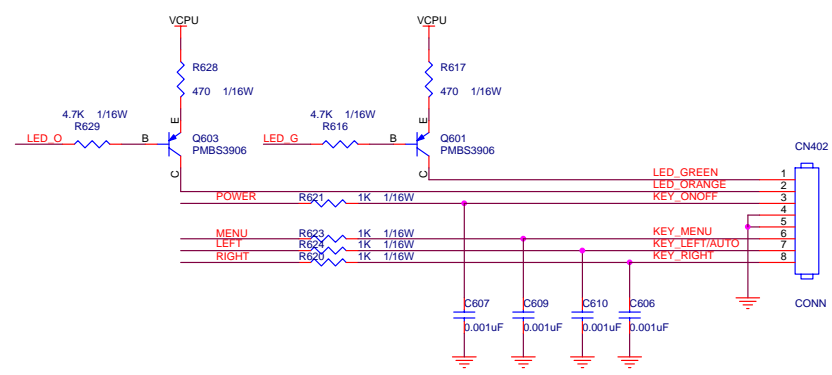 VCPU VCPU
R628 R617
470 1/16W 470 1/16W
4.7K 1/16W 4.7K 1/16W
R629 R616
E E
LED_O B Q603 LED_G B Q601
PMBS3906 PMBS3906
C C
CN402
LED_GREEN 1
LED_ORANGE 2
POWER R621 1K 1/16W KEY_ONOFF 3
4
5
MENU R623 1K 1/16W KEY_MENU 6
LEFT R624 1K 1/16W KEY_LEFT/AUTO 7
RIGHT R620 1K 1/16W KEY_RIGHT 8
C607 C609 C610 C606 CONN
0.001uF 0.001uF 0.001uF 0.001uF